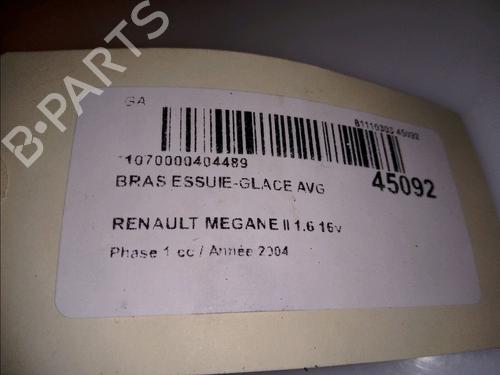 GA
81110303 45092
1070000404489
45092
BRAS ESSUIE-GLACE AVG
RENAULT MEGANE II 1.6 16v
Phase 1 cc / Année 2004
B-PARTS